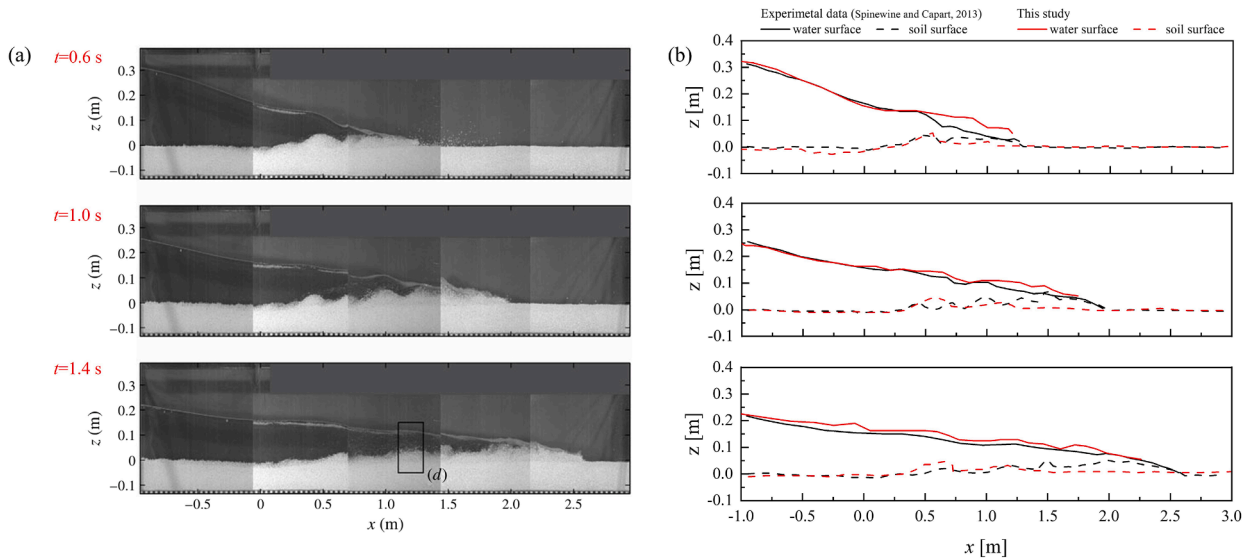 Experimetal data (Spinewine and Capart, 2013) This study
water surface soil surface water surface soil surface
(a)
t=0.6 s
z (m)
0.3
0.2
0.1
0
−0.1
t=1.0 s
z (m)
0.3
0.2
0.1
0
−0.1
t=1.4 s
z (m)
0.3
0.2
0.1
0
−0.1
(d)
−0.5 0 0.5 1.0 1.5 2.0 2.5
x (m)
(b)
z [m]
0.4
0.3
0.2
0.1
0.0
-0.1
z [m]
0.4
0.3
0.2
0.1
0.0
-0.1
z [m]
0.4
0.3
0.2
0.1
0.0
-0.1
-1.0 -0.5 0.0 0.5 1.0 1.5 2.0 2.5 3.0
x [m]